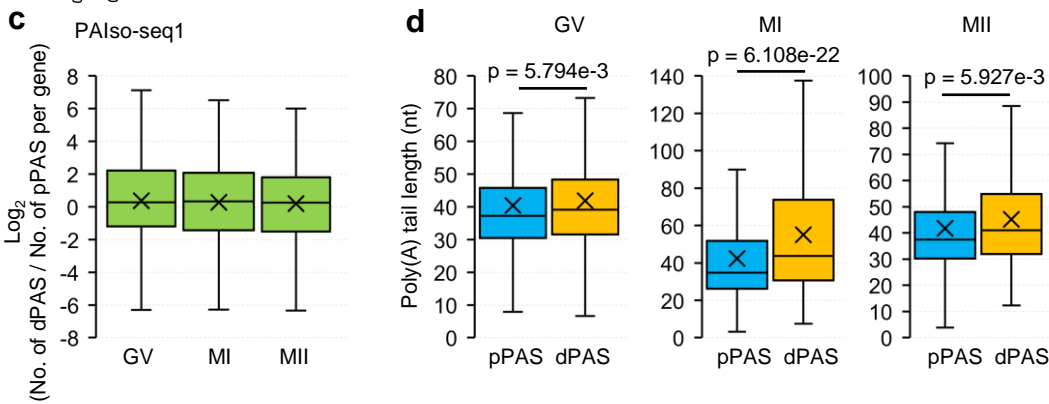 c
PAIso-seq1
Log2
(No. of dPAS / No. of pPAS per gene)
8
6
4
2
0
-2
-4
-6
-8
GV
MI
MII
d
GV
p = 5.794e-3
Poly(A) tail length (nt)
80
70
60
50
40
30
20
10
0
pPAS dPAS
MI
p = 6.108e-22
140
120
100
80
60
40
20
0
pPAS dPAS
MII
p = 5.927e-3
100
90
80
70
60
50
40
30
20
10
0
pPAS dPAS